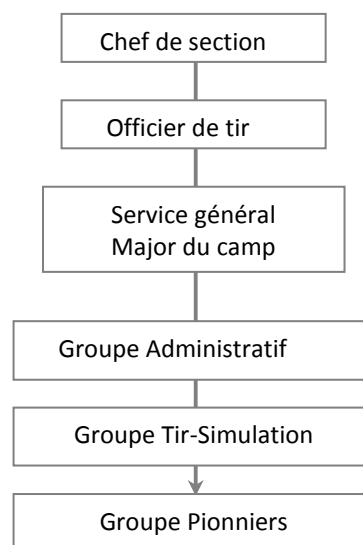 Chef de section
Officier de tir
Service général
Major du camp
Groupe Administratif
Groupe Tir-Simulation
Groupe Pionniers